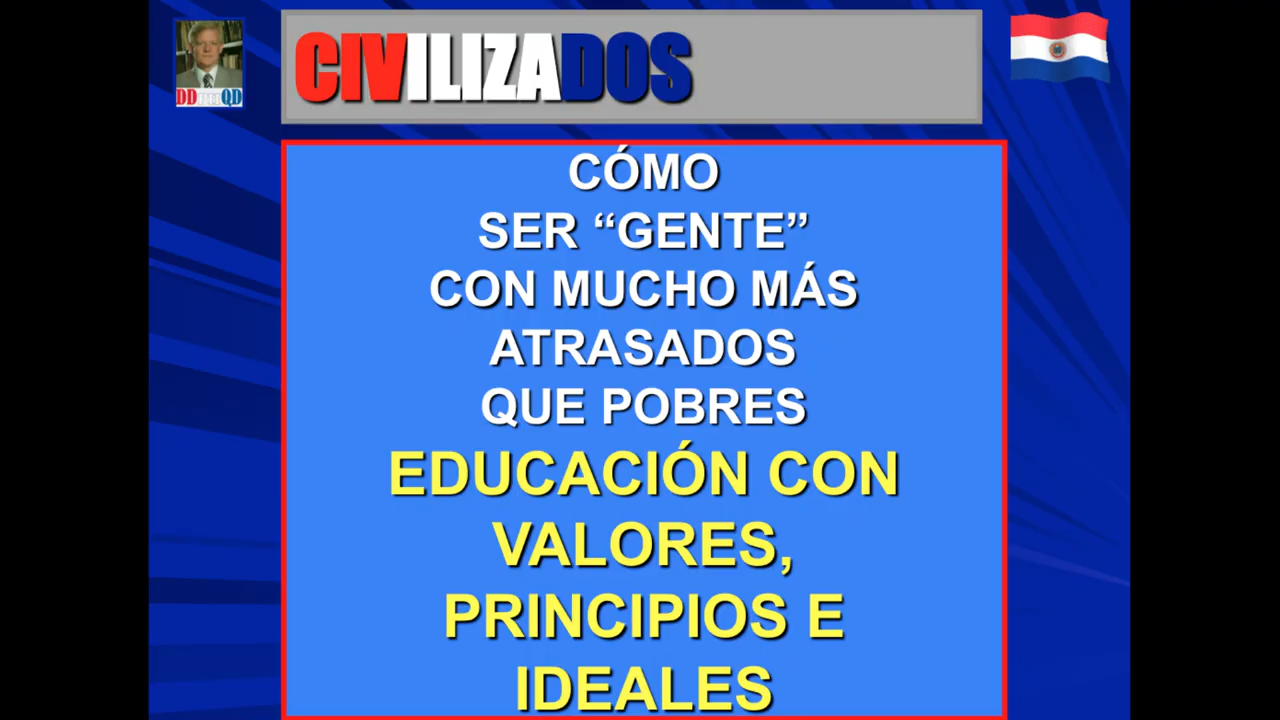 CIVILIZADOS
CÓMO
SER “GENTE”
CON MUCHO MÁS
ATRASADOS
QUE POBRES
EDUCACIÓN CON
VALORES,
PRINCIPIOS E
IDEALES